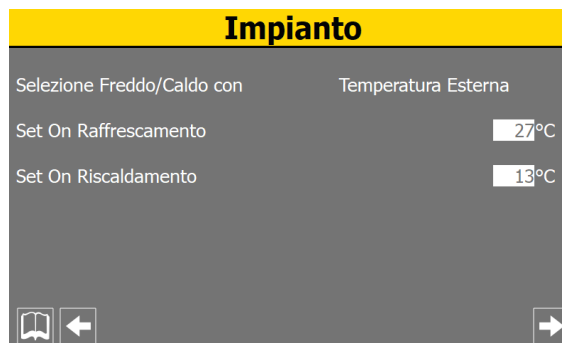 Impianto
Selezione Freddo/Caldo con Temperatura Esterna
Set On Raffrescamento 27°C
Set On Riscaldamento 13°C